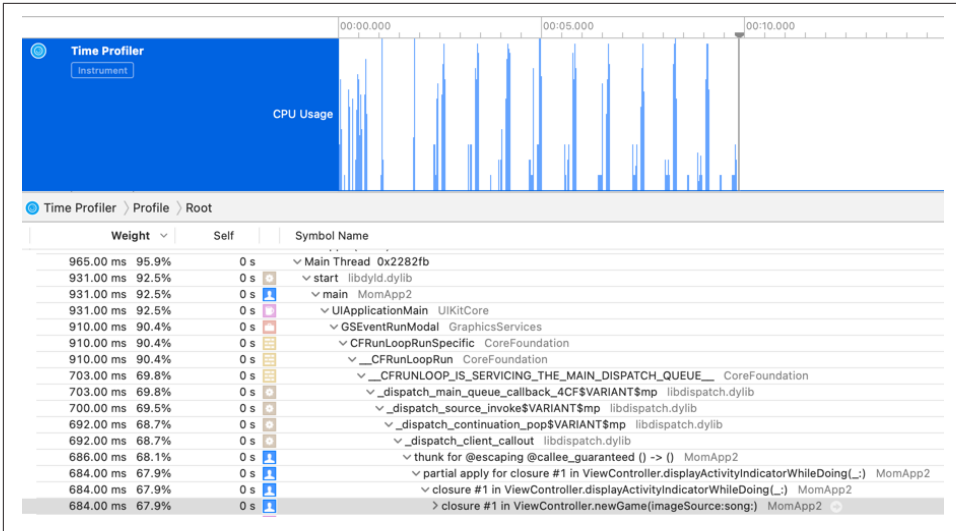 00:00.000 00:05.000 00:10.000
Time Profiler
Instrument
CPU Usage
Time Profiler Profile Root
Weight Self Symbol Name
965.00 ms 95.9% 0 s Main Thread 0x2282fb
931.00 ms 92.5% 0 s start libdyld.dylib
931.00 ms 92.5% 0 s main MomApp2
931.00 ms 92.5% 0 s UIApplicationMain UIKitCore
910.00 ms 90.4% 0 s GSEventRunModal GraphicsServices
910.00 ms 90.4% 0 s CFRunLoopRunSpecific CoreFoundation
910.00 ms 90.4% 0 s __CFRunLoopRun CoreFoundation
703.00 ms 69.8% 0 s __CFRUNLOOP_IS_SERVICING_THE_MAIN_DISPATCH_QUEUE__ CoreFoundation
703.00 ms 69.8% 0 s _dispatch_main_queue_callback_4CF$VARIANT$mp libdispatch.dylib
700.00 ms 69.5% 0 s _dispatch_source_invoke$VARIANT$mp libdispatch.dylib
692.00 ms 68.7% 0 s _dispatch_continuation_pop$VARIANT$mp libdispatch.dylib
692.00 ms 68.7% 0 s _dispatch_client_callout libdispatch.dylib
686.00 ms 68.1% 0 s thunk for @escaping @callee_guaranteed () -> () MomApp2
684.00 ms 67.9% 0 s partial apply for closure #1 in ViewController.displayActivityIndicatorWhileDoing(_:) MomApp2
684.00 ms 67.9% 0 s closure #1 in ViewController.displayActivityIndicatorWhileDoing(_:) MomApp2
684.00 ms 67.9% 0 s closure #1 in ViewController.newGame(imageSource:song:) MomApp2